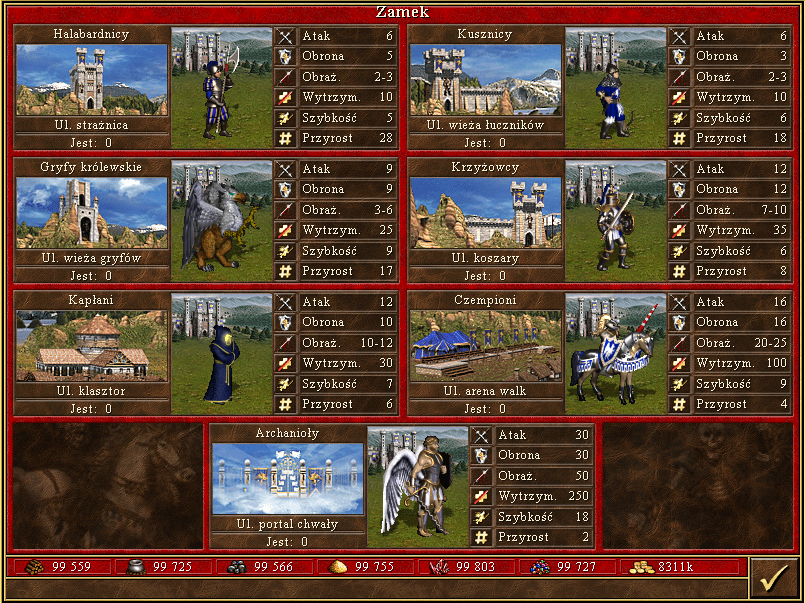 Zamek
Halabardnicy
Ul. strażnica
Jest: 0
Atak 6
Obrona 5
Obraż. 2-3
Wytrzym. 10
Szybkość 5
Przyrost 28
Kusznicy
Ul. wieża łuczników
Jest: 0
Atak 6
Obrona 3
Obraż. 2-3
Wytrzym. 10
Szybkość 6
Przyrost 18
Gryfy królewskie
Ul. wieża gryfów
Jest: 0
Atak 9
Obrona 9
Obraż. 3-6
Wytrzym. 25
Szybkość 9
Przyrost 17
Krzyżowcy
Ul. koszary
Jest: 0
Atak 12
Obrona 12
Obraż. 7-10
Wytrzym. 35
Szybkość 6
Przyrost 8
Kapłani
Ul. klasztor
Jest: 0
Atak 12
Obrona 10
Obraż. 10-12
Wytrzym. 30
Szybkość 7
Przyrost 6
Czempioni
Ul. arena walk
Jest: 0
Atak 16
Obrona 16
Obraż. 20-25
Wytrzym. 100
Szybkość 9
Przyrost 4
Archanioły
Ul. portal chwały
Jest: 0
Atak 30
Obrona 30
Obraż. 50
Wytrzym. 250
Szybkość 18
Przyrost 2
99 559 99 725 99 566 99 755 99 803 99 727 8311k